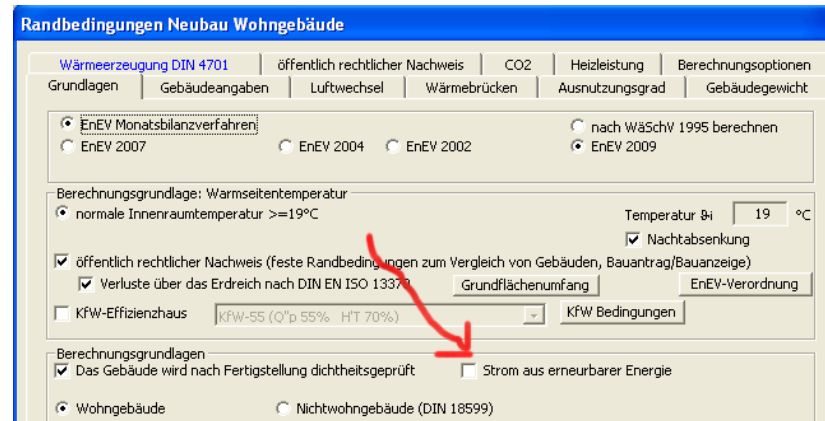 Randbedingungen Neubau Wohngebäude
Wärmeerzeugung DIN 4701 öffentlich rechtlicher Nachweis CO2 Heizleistung Berechnungsoptionen
Grundlagen Gebäudeangaben Luftwechsel Wärmebrücken Ausnutzungsgrad Gebäudegewicht
EnEV Monatsbilanzverfahren nach WäSchV 1995 berechnen
EnEV 2007 EnEV 2004 EnEV 2002 EnEV 2009
Berechnungsgrundlage: Warmseitentemperatur
normale Innenraumtemperatur >=19°C Temperatur ϑi 19 °C
Nachtabsenkung
öffentlich rechtlicher Nachweis (feste Randbedingungen zum Vergleich von Gebäuden, Bauantrag/Bauanzeige)
Verluste über das Erdreich nach DIN EN ISO 13370 Grundflächenumfang EnEV-Verordnung
KfW-Effizienzhaus KfW-55 (Q"p 55% H'T 70%) KfW Bedingungen
Berechnungsgrundlagen
Das Gebäude wird nach Fertigstellung dichtheitsgeprüft Strom aus erneurbarer Energie
Wohngebäude Nichtwohngebäude (DIN 18599)